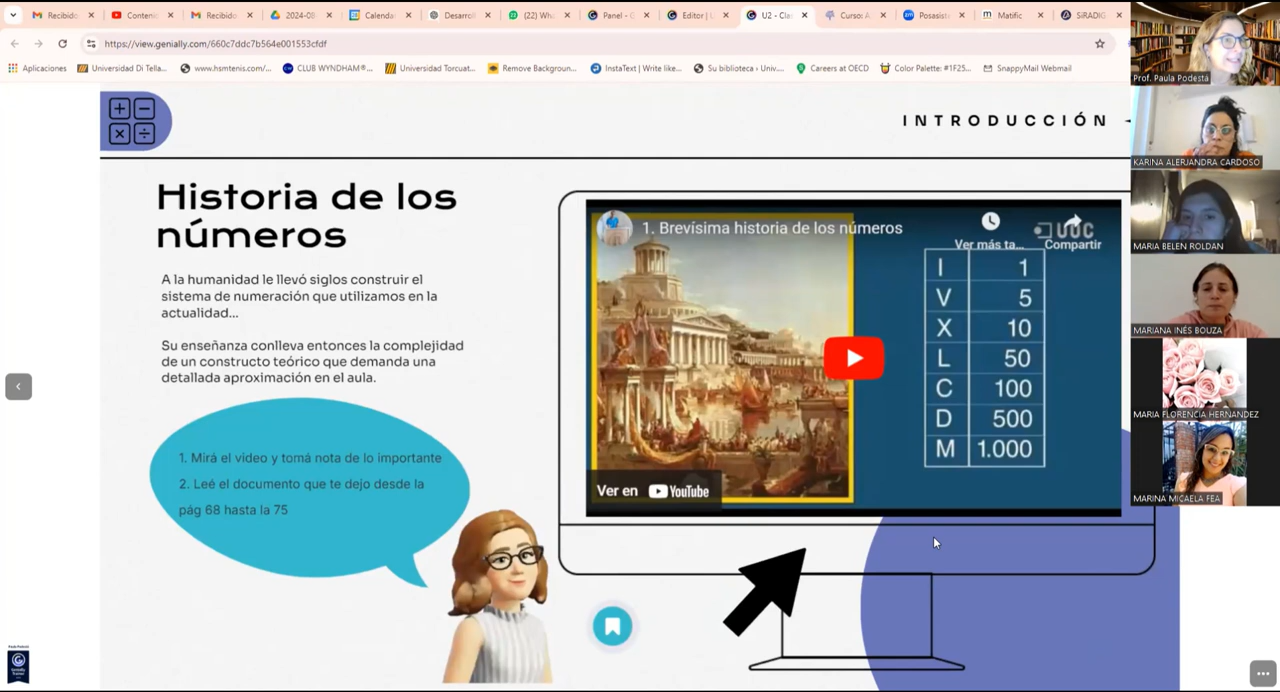 Recibido
Conteni
Recibido
2024-08
Calenda
Desarroll
(22) Wh
Panel - G
Editor | U
U2 - Clas
Curso: A
Posasist
Matific
SiRADIG
https://view.genially.com/660c7ddc7b564e001553cfdf
Aplicaciones
Universidad Di Tella...
www.hsmtenis.com/...
CLUB WYNDHAM®...
Universidad Torcuat...
Remove Backgroun...
InstaText | Write like...
Su biblioteca › Univ....
Careers at OECD
Color Palette: #1F25...
SnappyMail Webmail
INTRODUCCIÓN
Historia de los
números
A la humanidad le llevó siglos construir el
sistema de numeración que utilizamos en la
actualidad...
Su enseñanza conlleva entonces la complejidad
de un constructo teórico que demanda una
detallada aproximación en el aula.
1. Mirá el video y tomá nota de lo importante
2. Leé el documento que te dejo desde la
pág 68 hasta la 75
1. Brevísima historia de los números
UOC
Ver más ta...
Compartir
I 1
V 5
X 10
L 50
C 100
D 500
M 1.000
Ver en YouTube
Prof. Paula Podestá
KARINA ALERJANDRA CARDOSO
MARIA BELEN ROLDAN
MARIANA INÉS BOUZA
MARIA FLORENCIA HERNANDEZ
MARINA MICAELA FEA